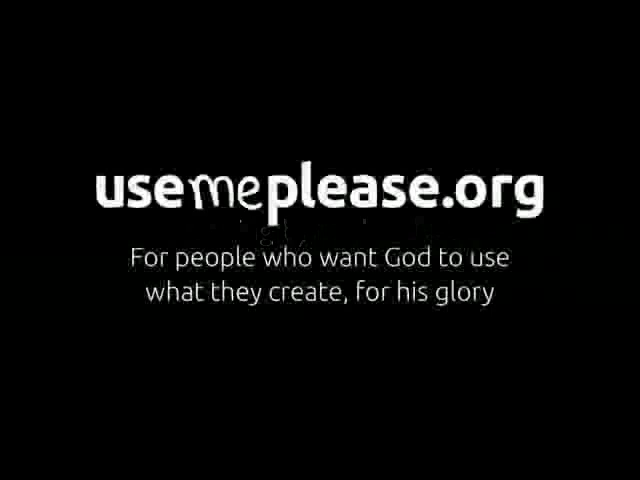 usemeplease.org
For people who want God to use
what they create, for his glory